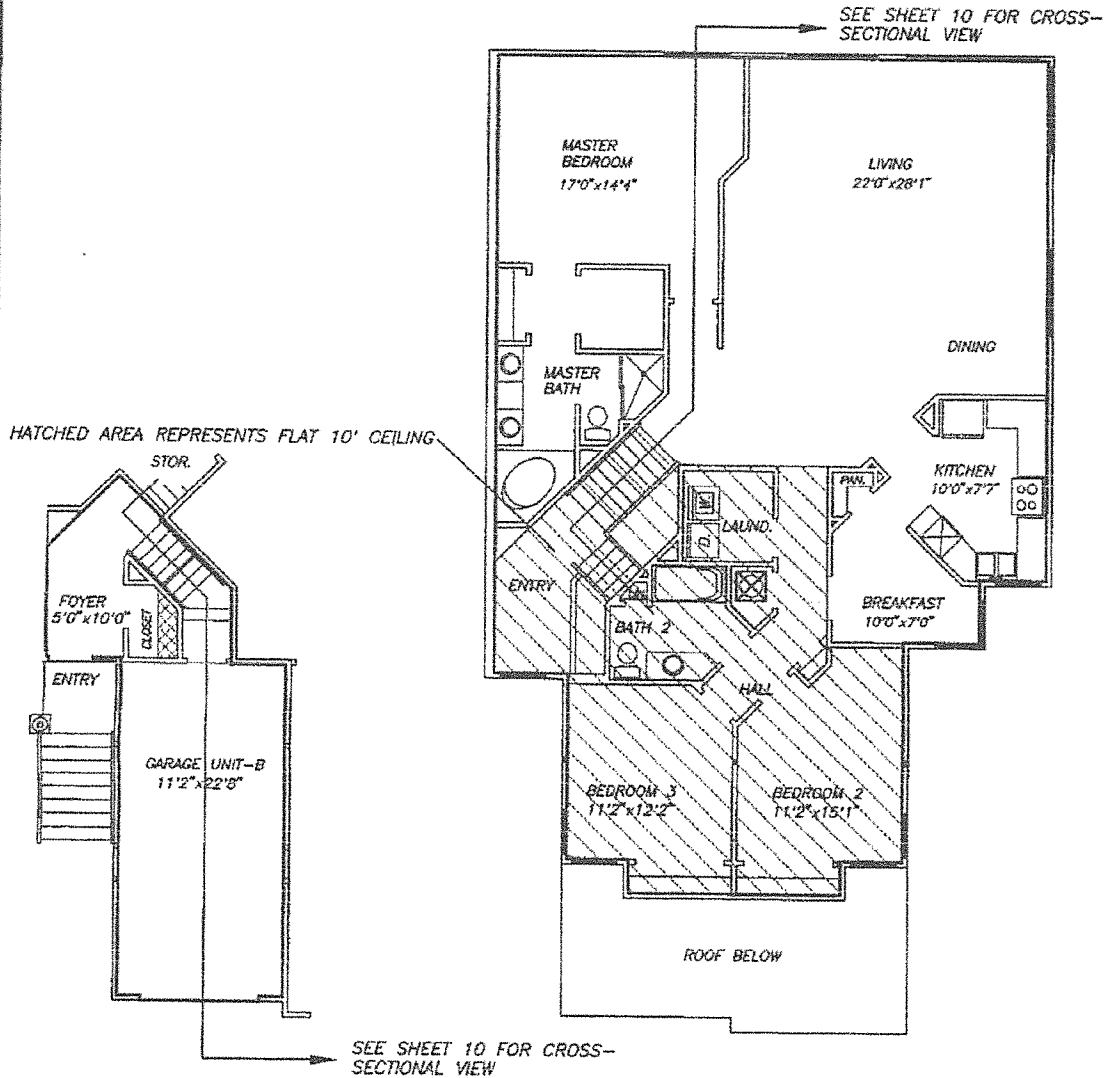 SEE SHEET 10 FOR CROSS-
SECTIONAL VIEW
MASTER
BEDROOM
17'0"x14'4"
LIVING
22'0"x28'1"
DINING
MASTER
BATH
HATCHED AREA REPRESENTS FLAT 10' CEILING
STOR.
KITCHEN
10'0"x7'7"
PAN.
W
LAUND.
D
ENTRY
FOYER
5'0"x10'0"
CLOSET
BREAKFAST
10'0"x7'0"
BATH 2
ENTRY
HALL
GARAGE UNIT-B
11'2"x22'8"
BEDROOM 3
11'2"x12'2"
BEDROOM 2
11'2"x15'1"
ROOF BELOW
SEE SHEET 10 FOR CROSS-
SECTIONAL VIEW